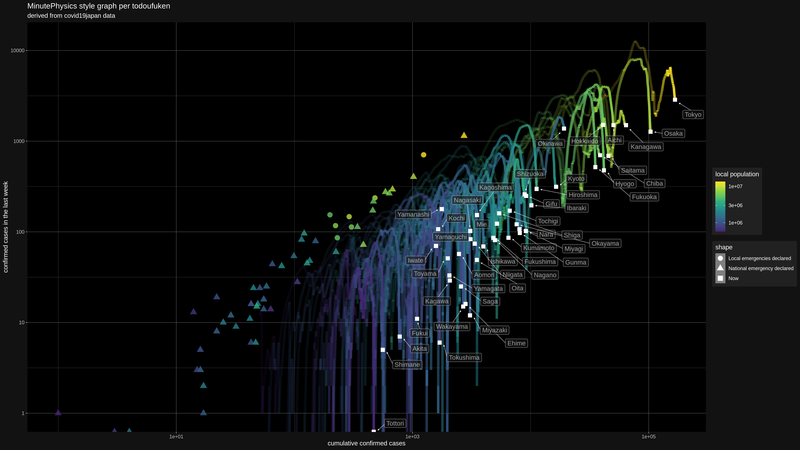 MinutePhysics style graph per todoufuken
derived from covid19japan data
confirmed cases in the last week
10000
1000
100
10
1
Tokyo
Osaka
Okinawa
Hokkaido
Aichi
Kanagawa
Saitama
Chiba
Hyogo
Fukuoka
Shizuoka
Kyoto
Kagoshima
Hiroshima
Nagasaki
Gifu
Ibaraki
Yamanashi
Kochi
Mie
Tochigi
Yamaguchi
Nara
Shiga
Okayama
Kumamoto
Miyagi
Iwate
Ishikawa
Fukushima
Gunma
Toyama
Aomori
Niigata
Nagano
Yamagata
Oita
Kagawa
Saga
Wakayama
Miyazaki
Fukui
Ehime
Akita
Tokushima
Shimane
Tottori
1e+01
1e+03
1e+05
cumulative confirmed cases
local population
1e+07
3e+06
1e+06
shape
Local emergencies declared
National emergency declared
Now